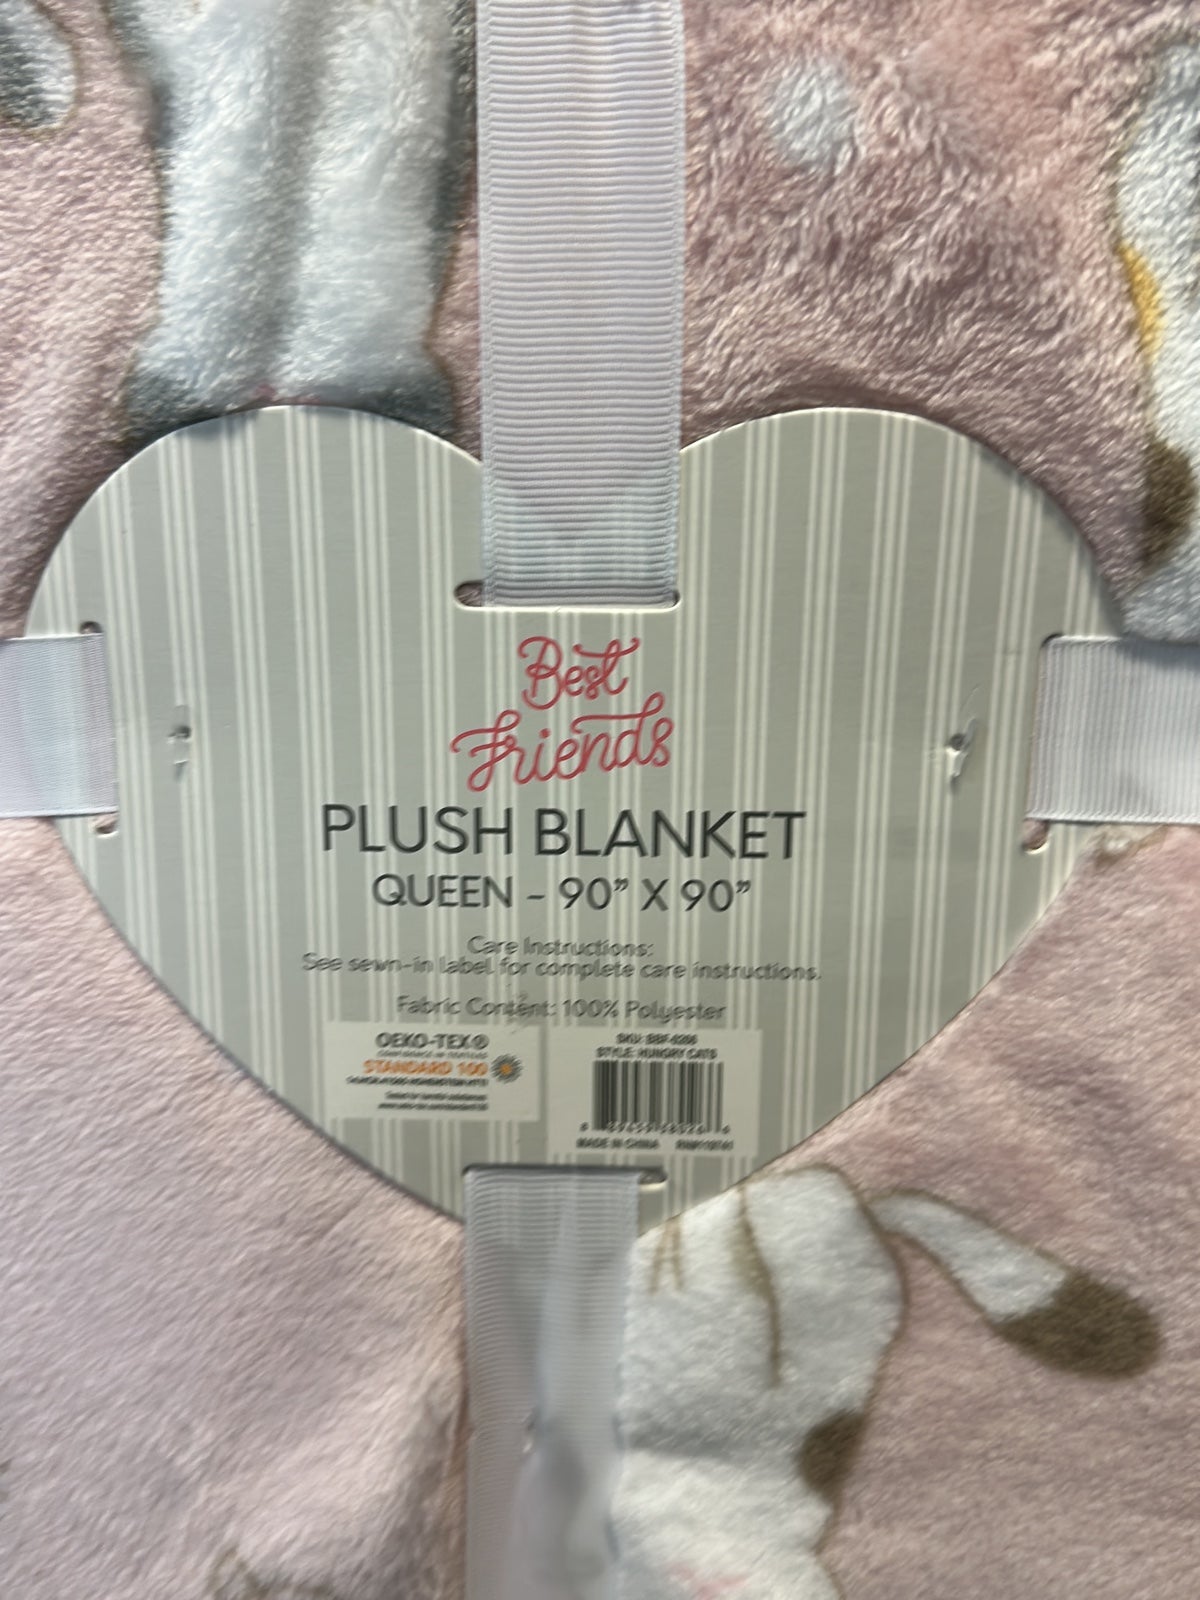 Best
Friends
PLUSH BLANKET
QUEEN - 90” X 90”
Care Instructions:
See sewn-in label for complete care instructions.
Fabric Content: 100% Polyester
OEKO-TEX®
STANDARD 100
STYLE: HUNGRY CATS
MADE IN CHINA